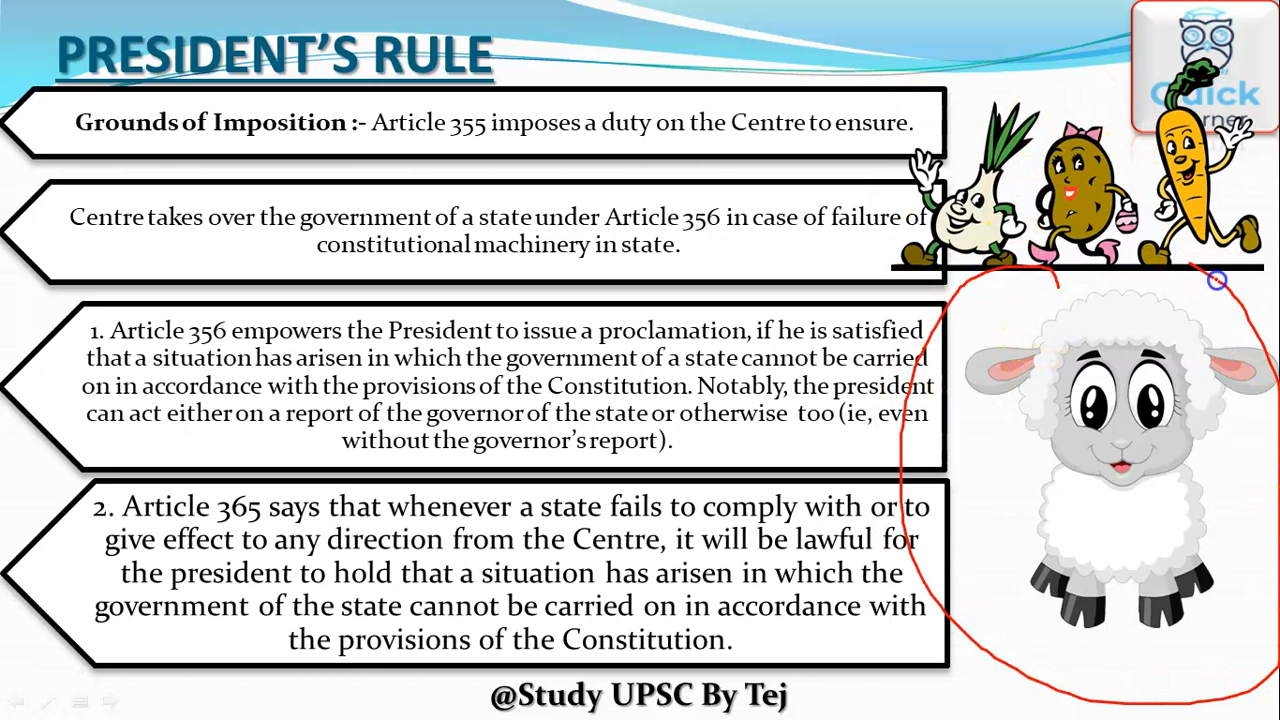 PRESIDENT’S RULE
Quick
Grounds of Imposition :- Article 355 imposes a duty on the Centre to ensure.
Centre takes over the government of a state under Article 356 in case of failure of
constitutional machinery in state.
1. Article 356 empowers the President to issue a proclamation, if he is satisfied
that a situation has arisen in which the government of a state cannot be carried
on in accordance with the provisions of the Constitution. Notably, the president
can act either on a report of the governor of the state or otherwise too (ie, even
without the governor’s report).
2. Article 365 says that whenever a state fails to comply with or to
give effect to any direction from the Centre, it will be lawful for
the president to hold that a situation has arisen in which the
government of the state cannot be carried on in accordance with
the provisions of the Constitution.
@Study UPSC By Tej